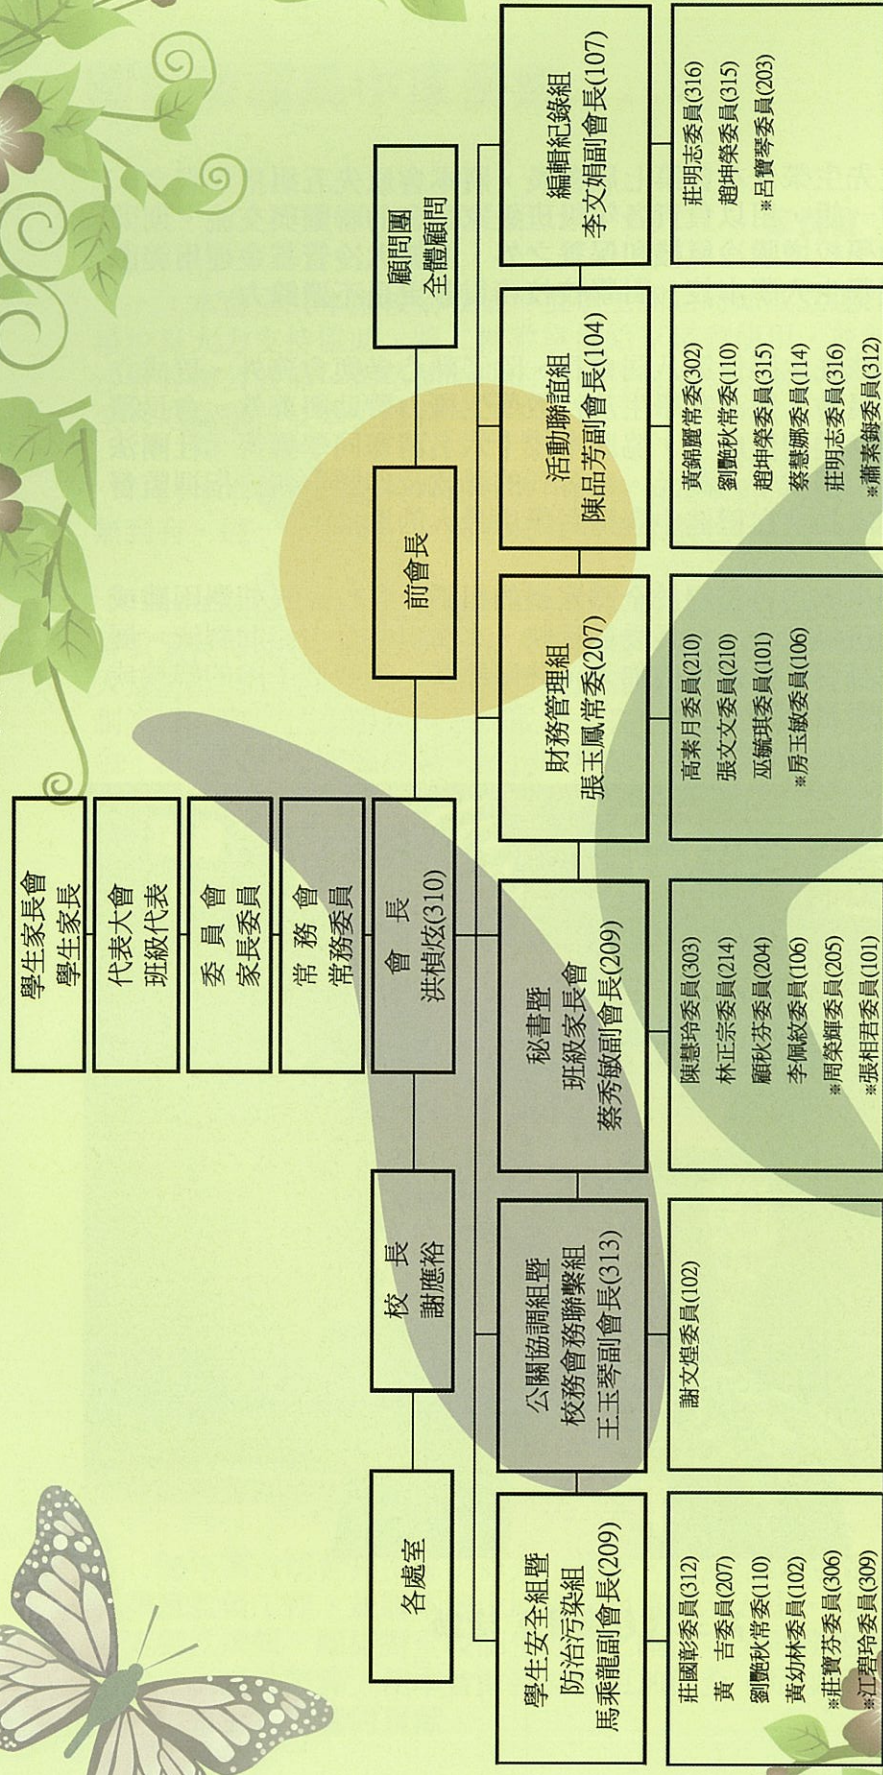 學生家長會
學生家長
代表大會
班級代表
委員會
家長委員
常務會
常務委員
各處室
校長
謝應裕
會長
洪楨炫(310)
前會長
顧問團
全體顧問
學生安全組暨
防治污染組
馬乘龍副會長(209)
公關協調組暨
校務會務聯繫組
王玉琴副會長(313)
秘書暨
班級家長會
蔡秀敏副會長(209)
財務管理組
張玉鳳常委(207)
活動聯誼組
陳品芳副會長(104)
編輯紀錄組
李文娟副會長(107)
莊國彰委員(312)
黃吉委員(207)
劉艷秋常委(110)
黃幼林委員(102)
※莊寶芬委員(306)
※江碧玲委員(309)
謝文煌委員(102)
陳慧玲委員(303)
林正宗委員(214)
顧秋芬委員(204)
李佩紋委員(106)
※周榮輝委員(205)
※張相君委員(101)
高素月委員(210)
張文文委員(210)
巫毓琪委員(101)
※房玉敏委員(106)
黃錦麗常委(302)
劉艷秋常委(110)
趙坤榮委員(315)
蔡慧娜委員(114)
莊明志委員(316)
※蕭素鋂委員(312)
莊明志委員(316)
趙坤榮委員(315)
※呂寶琴委員(203)